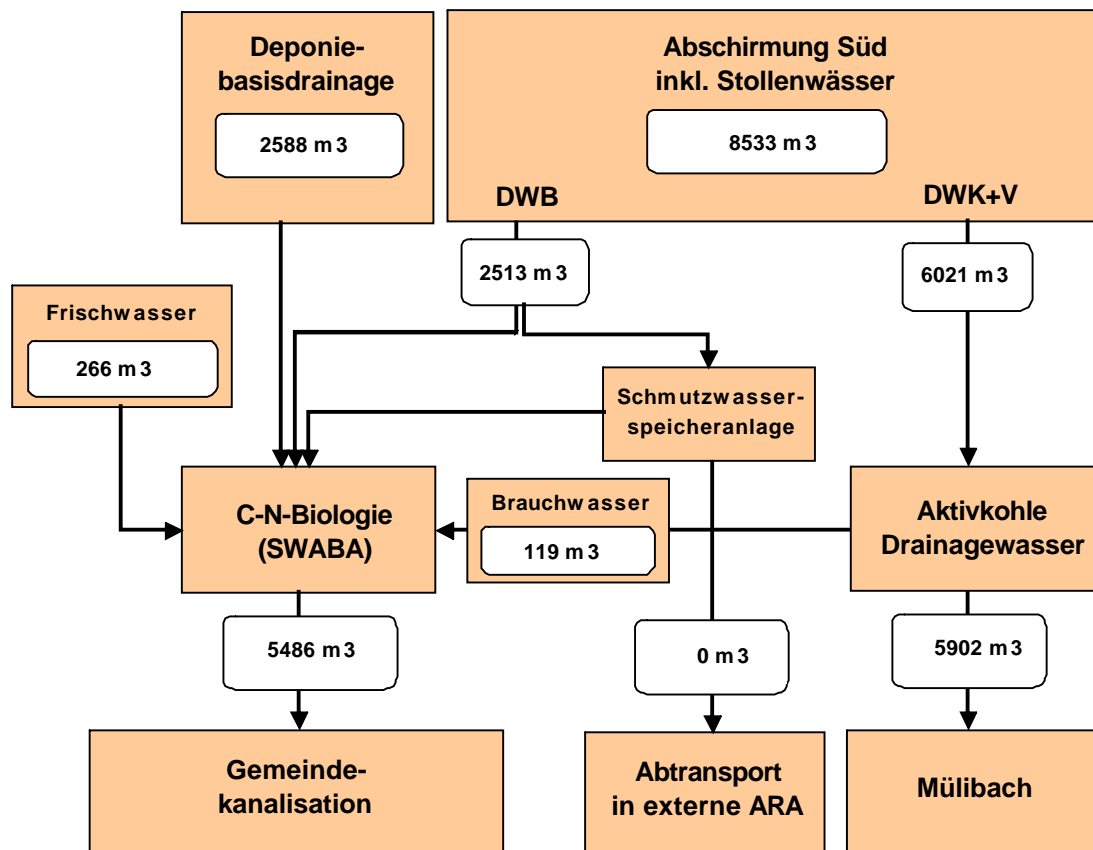 Deponie-
basisdrainage
2588 m3
Abschirmung Süd
inkl. Stollenwässer
8533 m3
DWB
DWK+V
2513 m3
6021 m3
Frischwasser
266 m3
Schmutzwasser-
speicheranlage
C-N-Biologie
(SWABA)
Brauchwasser
119 m3
Aktivkohle
Drainagewasser
5486 m3
0 m3
5902 m3
Gemeinde-
kanalisation
Abtransport
in externe ARA
Mülibach